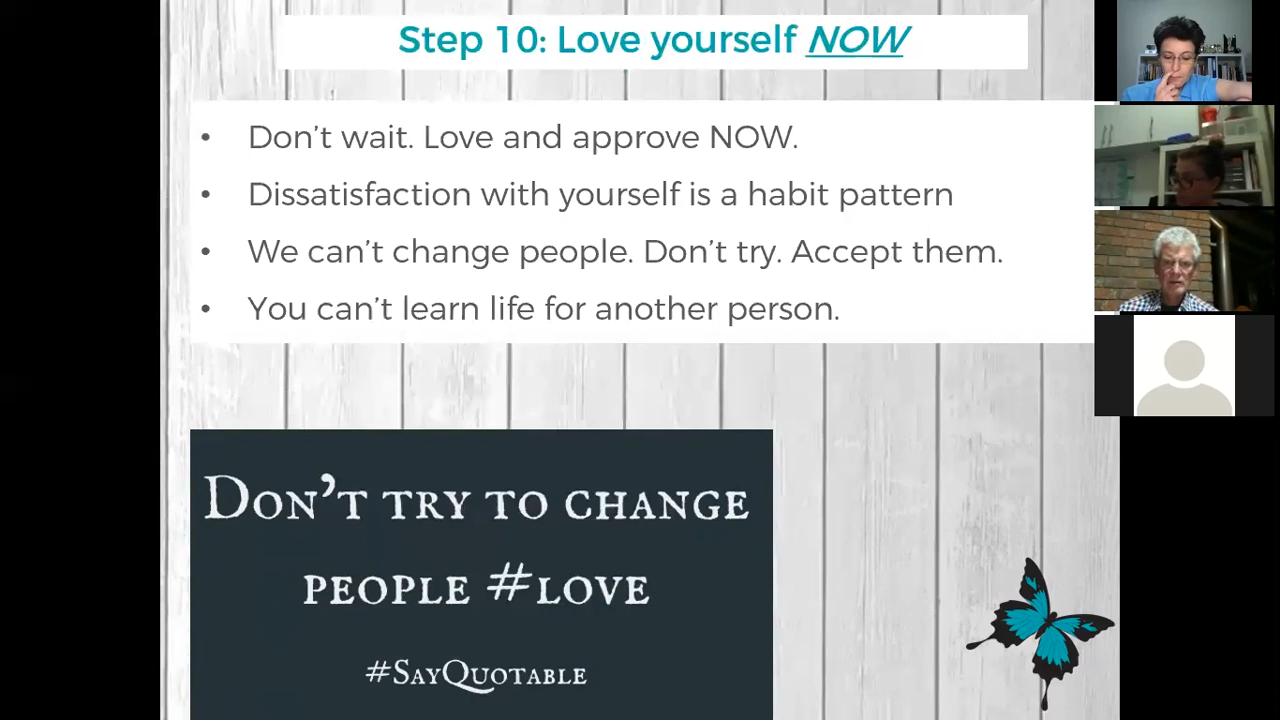 Step 10: Love yourself NOW
• Don't wait. Love and approve NOW.
• Dissatisfaction with yourself is a habit pattern
• We can't change people. Don't try. Accept them.
• You can't learn life for another person.
Don't try to change
people #love
#SayQuotable